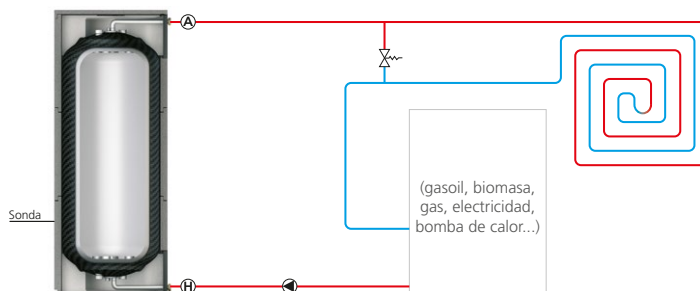 A
(gasoil, biomasa,
gas, electricidad,
bomba de calor...)
Sonda
H